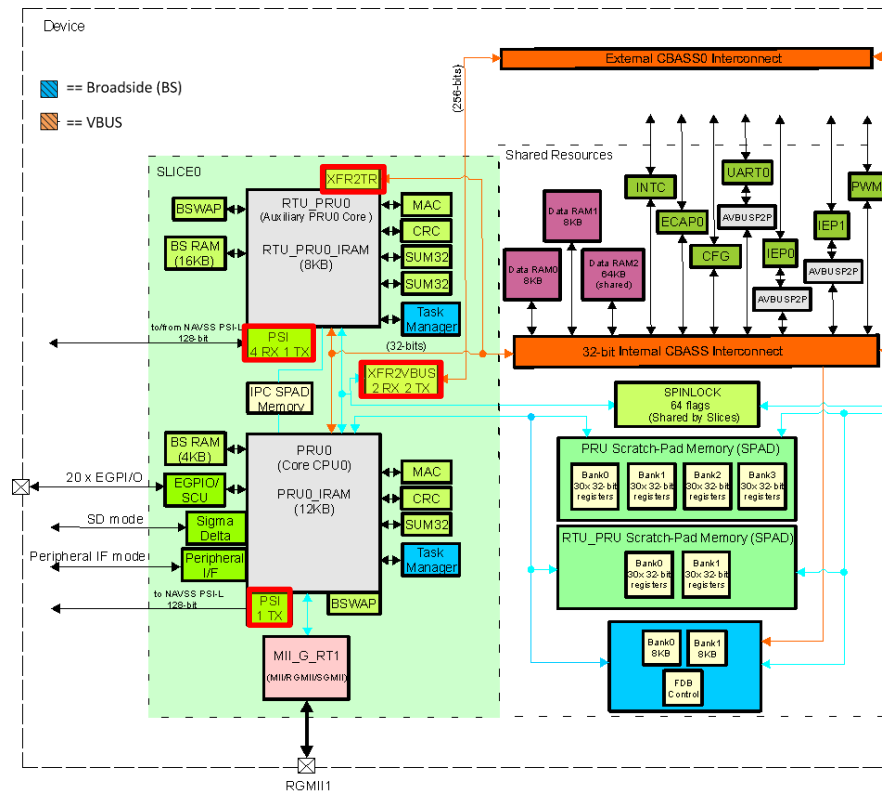 Device
== Broadside (BS)
== VBUS
External CBASS0 Interconnect
(256-bits)
SLICE0
XFR2TR
RTU_PRU0
(Auxiliary PRU0 Core )
RTU_PRU0_IRAM
(8KB)
BSWAP
BS RAM
(16KB)
MAC
CRC
SUM32
SUM32
Task
Manager
to/from NAVSS PSI-L
128-bit
PSI
4 RX 1 TX
(32-bits)
XFR2VBUS
2 RX 2 TX
IPC SPAD
Memory
BS RAM
(4KB)
PRU0
(Core CPU0)
PRU0_IRAM
(12KB)
MAC
CRC
SUM32
Task
Manager
20 x EGPI/O
EGPIO/
SCU
SD mode
Sigma
Delta
Peripheral IF mode
Peripheral
I/F
to NAVSS PSI-L
128-bit
PSI
1 TX
BSWAP
MII_G_RT1
(MII/RGMII/SGMII)
RGMII1
Shared Resources
Data RAM0
8KB
Data RAM1
8KB
Data RAM2
64KB
(shared)
INTC
ECAP0
CFG
UART0
AVBUSP2P
IEP0
AVBUSP2P
IEP1
AVBUSP2P
PWM
32-bit Internal CBASS Interconnect
SPINLOCK
64 flags
(Shared by Slices)
PRU Scratch-Pad Memory (SPAD)
Bank0
30x 32-bit
registers
Bank1
30x 32-bit
registers
Bank2
30x 32-bit
registers
Bank3
30x 32-bit
registers
RTU_PRU Scratch-Pad Memory (SPAD)
Bank0
30x 32-bit
registers
Bank1
30x 32-bit
registers
Bank0
8KB
Bank1
8KB
FDB
Control